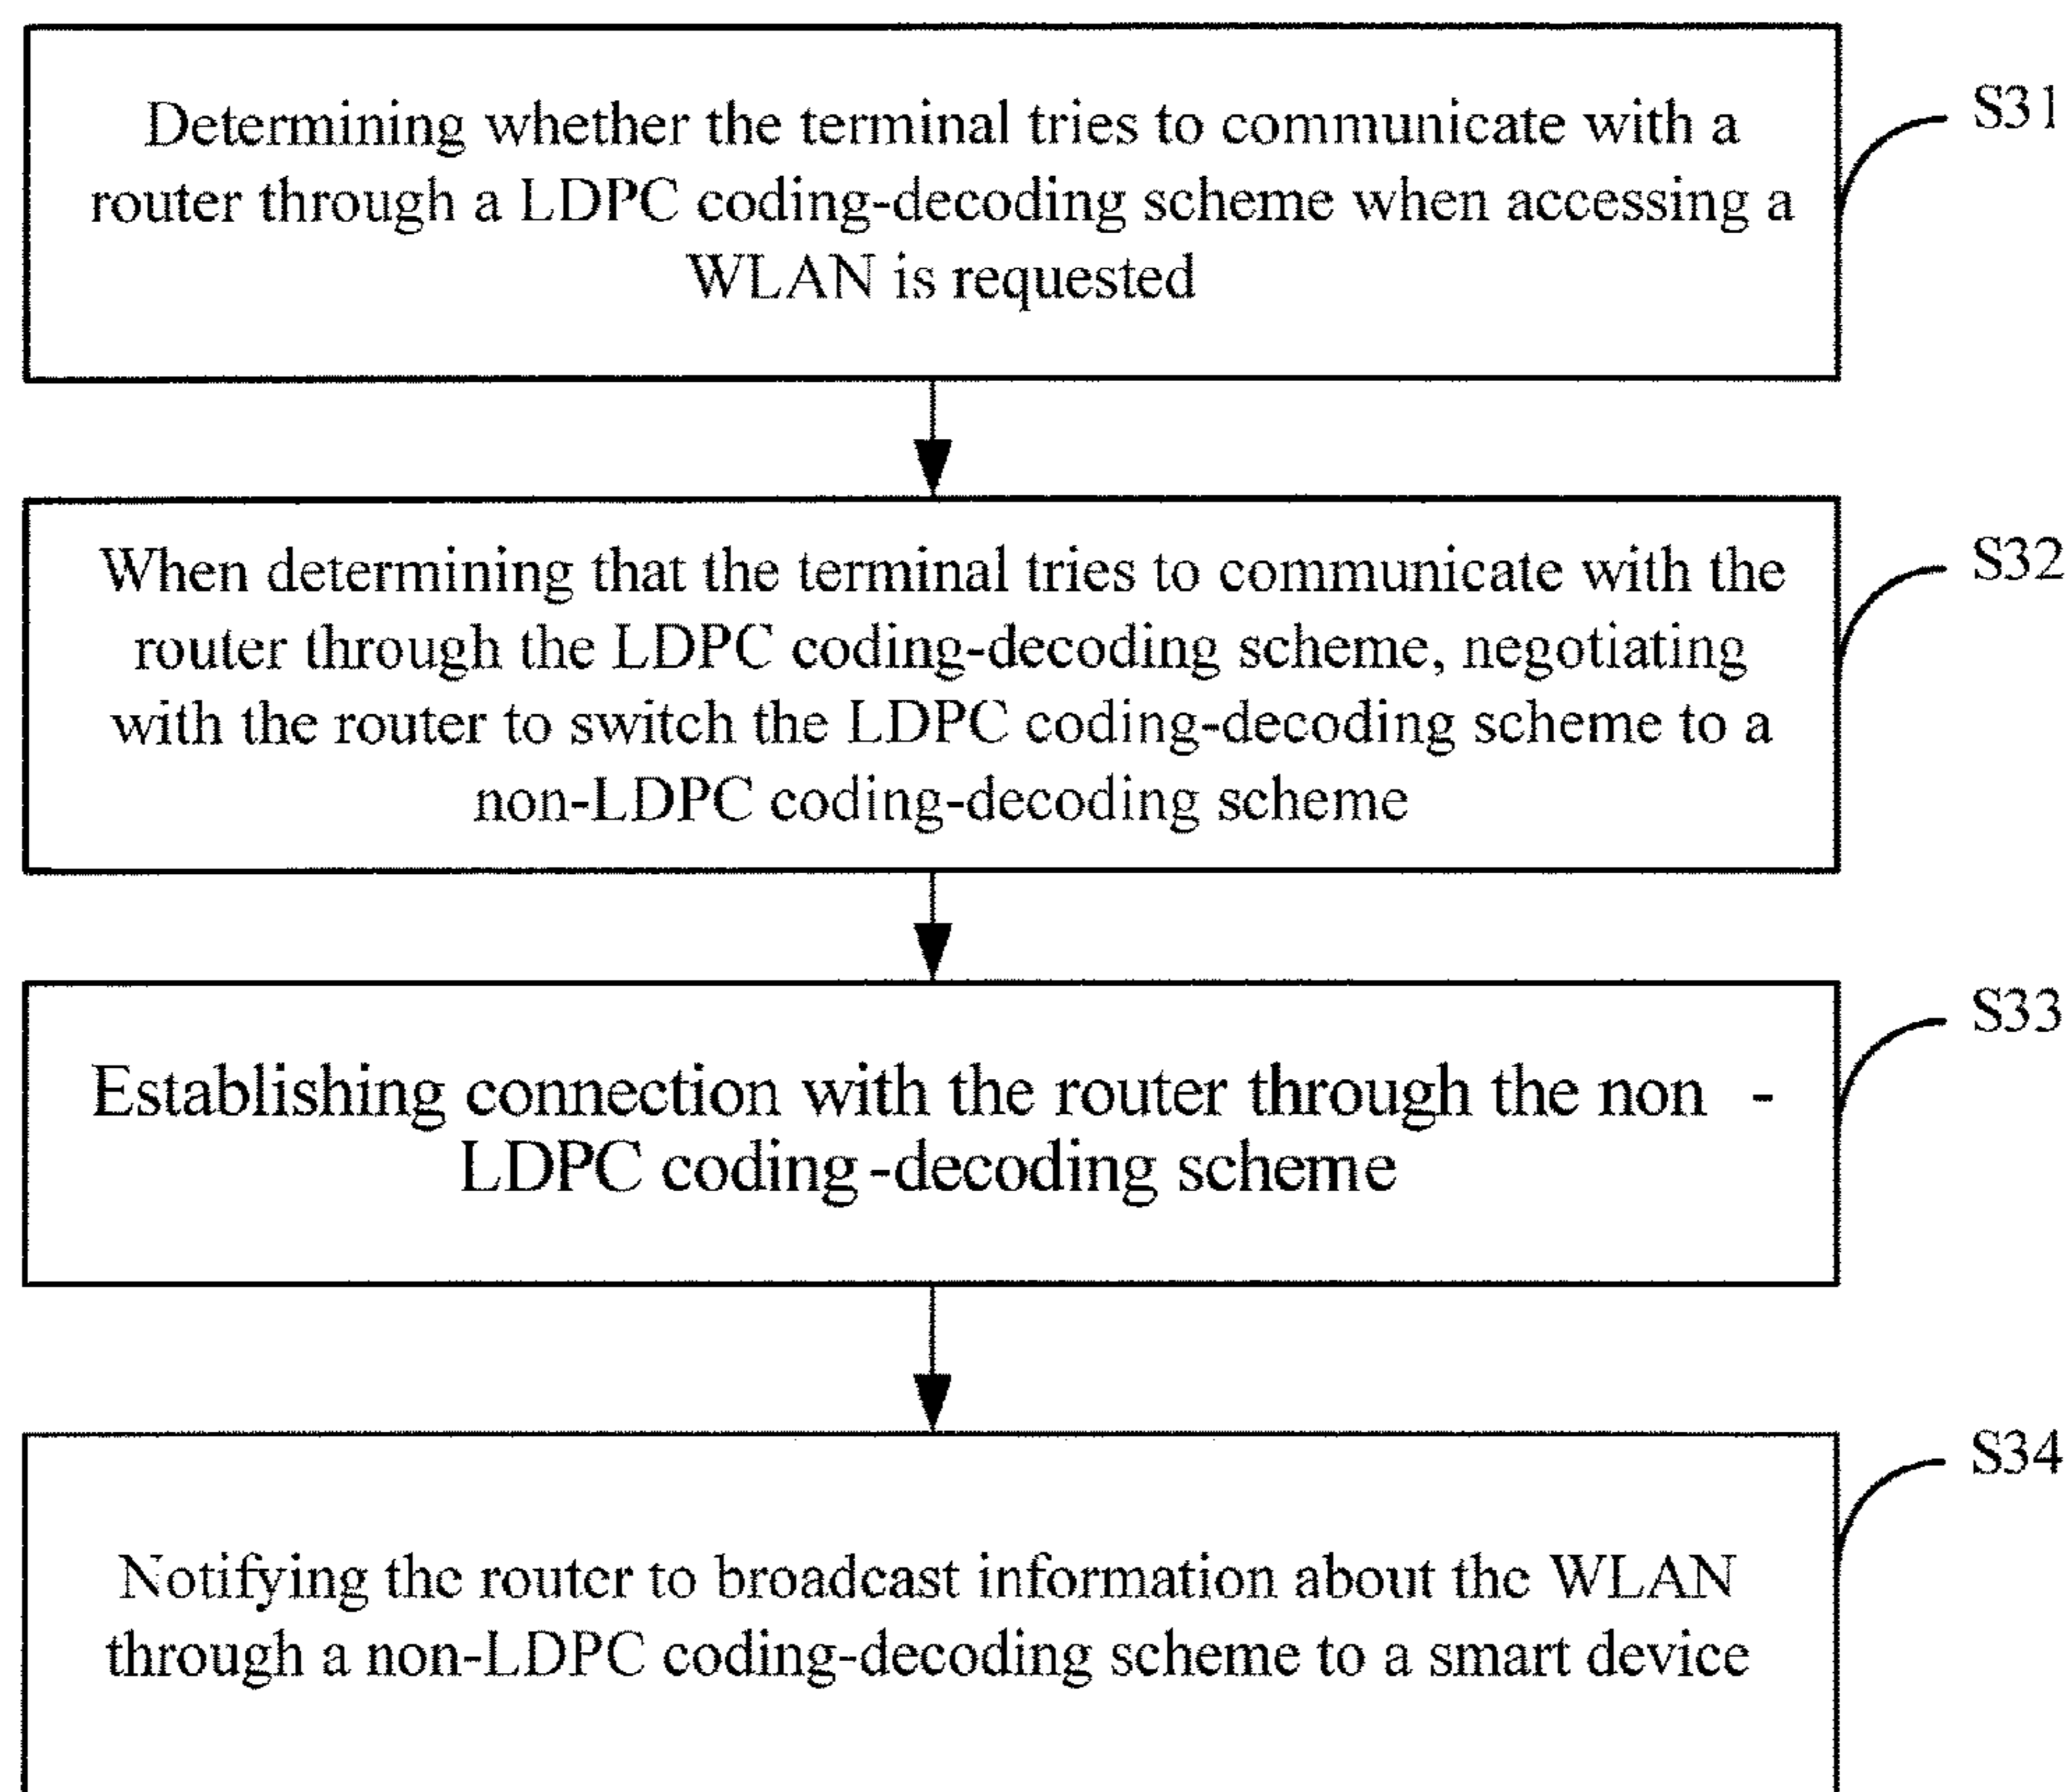 Determining whether the terminal tries to communicate with a
router through a LDPC coding-decoding scheme when accessing a
WLAN is requested
S31
When determining that the terminal tries to communicate with the
router through the LDPC coding-decoding scheme, negotiating
with the router to switch the LDPC coding-decoding scheme to a
non-LDPC coding-decoding scheme
S32
Establishing connection with the router through the non -
LDPC coding-decoding scheme
S33
Notifying the router to broadcast information about the WLAN
through a non-LDPC coding-decoding scheme to a smart device
S34